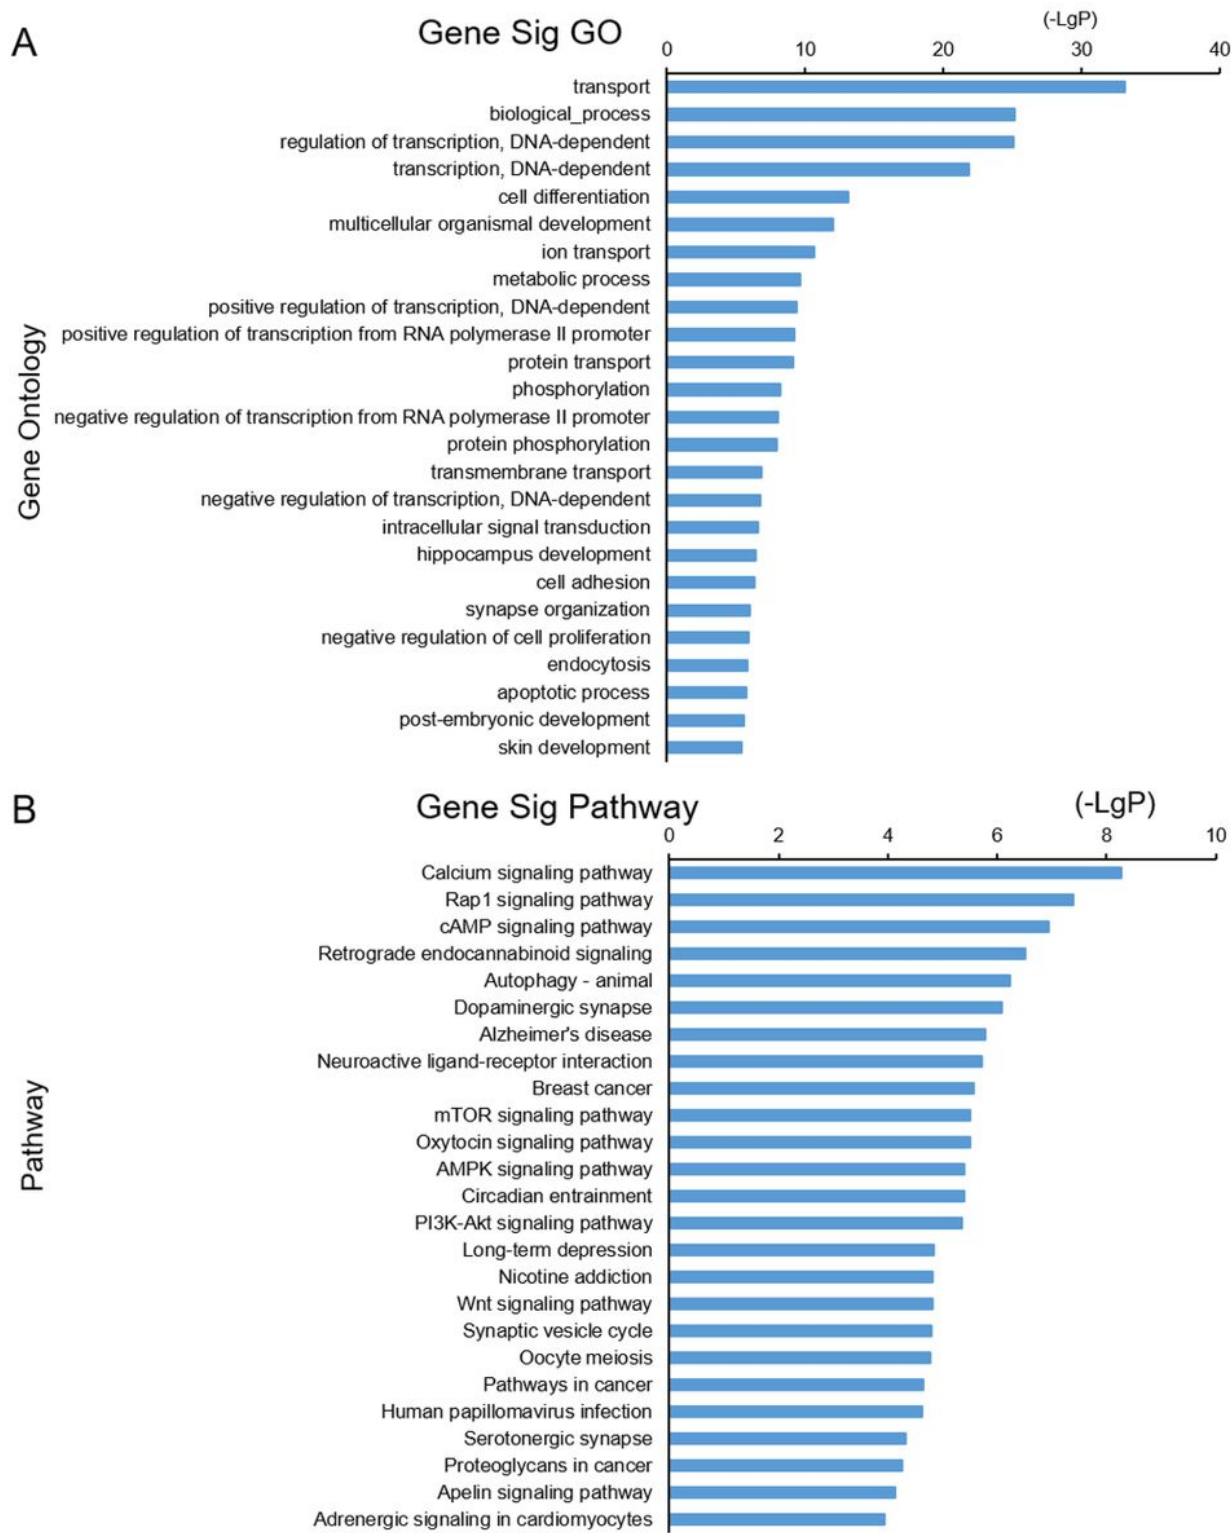 A
Gene Sig GO
(-LgP)
0 10 20 30 40
Gene Ontology
transport
biological_process
regulation of transcription, DNA-dependent
transcription, DNA-dependent
cell differentiation
multicellular organismal development
ion transport
metabolic process
positive regulation of transcription, DNA-dependent
positive regulation of transcription from RNA polymerase II promoter
protein transport
phosphorylation
negative regulation of transcription from RNA polymerase II promoter
protein phosphorylation
transmembrane transport
negative regulation of transcription, DNA-dependent
intracellular signal transduction
hippocampus development
cell adhesion
synapse organization
negative regulation of cell proliferation
endocytosis
apoptotic process
post-embryonic development
skin development
B
Gene Sig Pathway
(-LgP)
0 2 4 6 8 10
Pathway
Calcium signaling pathway
Rap1 signaling pathway
cAMP signaling pathway
Retrograde endocannabinoid signaling
Autophagy - animal
Dopaminergic synapse
Alzheimer's disease
Neuroactive ligand-receptor interaction
Breast cancer
mTOR signaling pathway
Oxytocin signaling pathway
AMPK signaling pathway
Circadian entrainment
PI3K-Akt signaling pathway
Long-term depression
Nicotine addiction
Wnt signaling pathway
Synaptic vesicle cycle
Oocyte meiosis
Pathways in cancer
Human papillomavirus infection
Serotonergic synapse
Proteoglycans in cancer
Apelin signaling pathway
Adrenergic signaling in cardiomyocytes